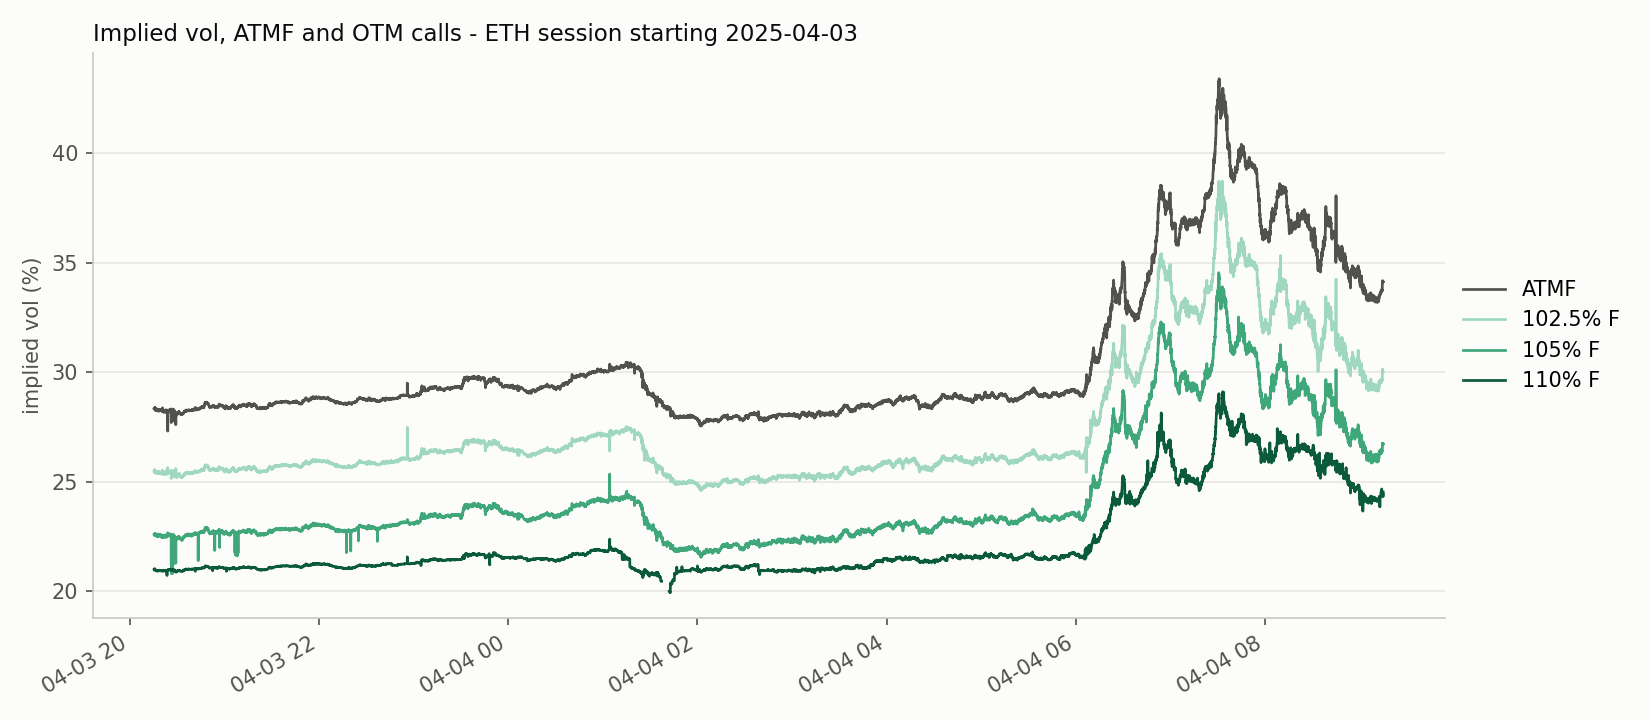 Implied vol, ATMF and OTM calls - ETH session starting 2025-04-03
implied vol (%)
40
35
30
25
20
04-03 20
04-03 22
04-04 00
04-04 02
04-04 04
04-04 06
04-04 08
ATMF
102.5% F
105% F
110% F